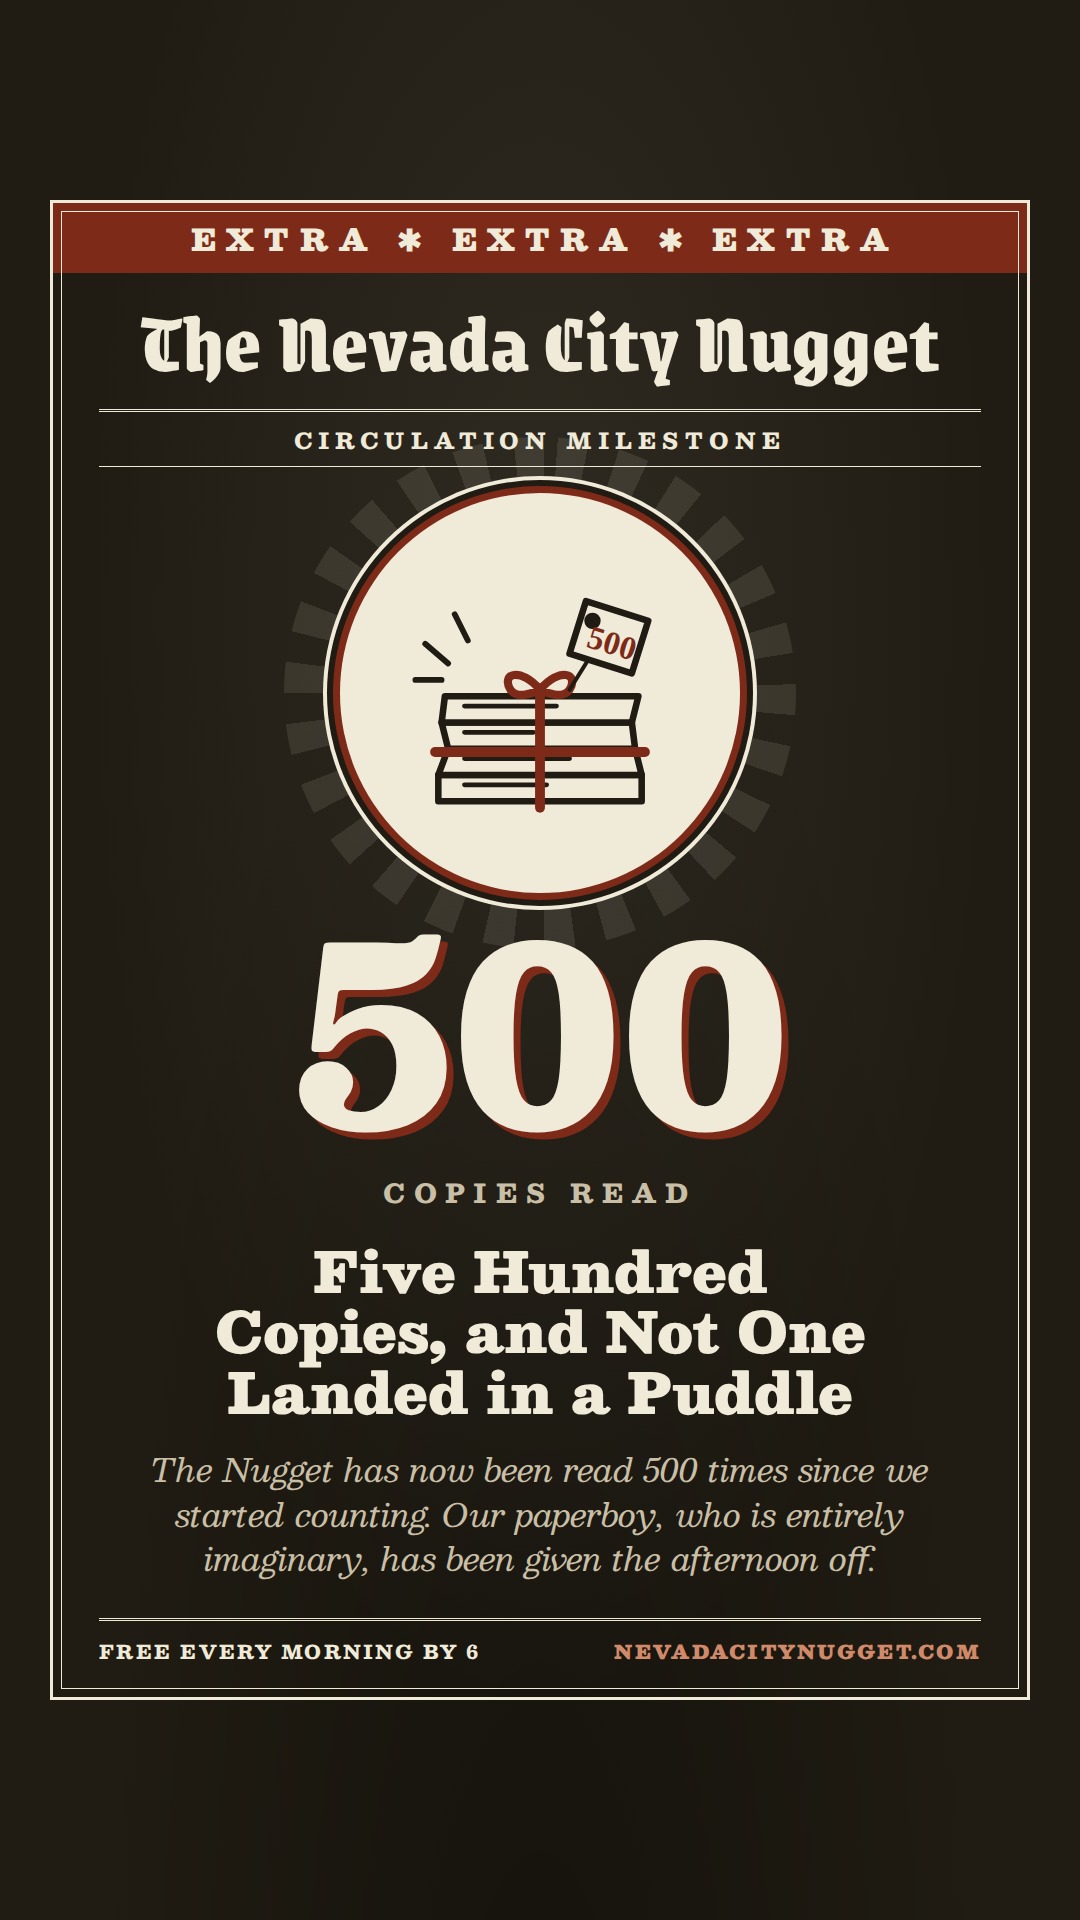 EXTRA ✱ EXTRA ✱ EXTRA
The Nevada City Nugget
CIRCULATION MILESTONE
500
500
COPIES READ
Five Hundred
Copies, and Not One
Landed in a Puddle
The Nugget has now been read 500 times since we
started counting. Our paperboy, who is entirely
imaginary, has been given the afternoon off.
FREE EVERY MORNING BY 6
NEVADACITYNUGGET.COM